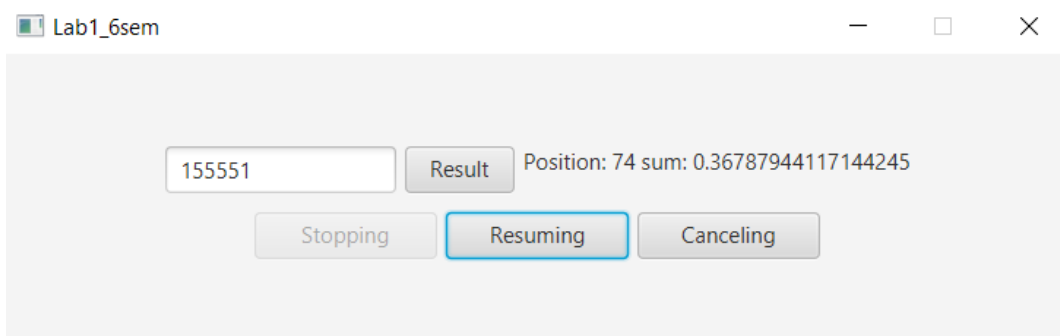 Lab1_6sem
155551 Result Position: 74 sum: 0.36787944117144245
Stopping Resuming Canceling